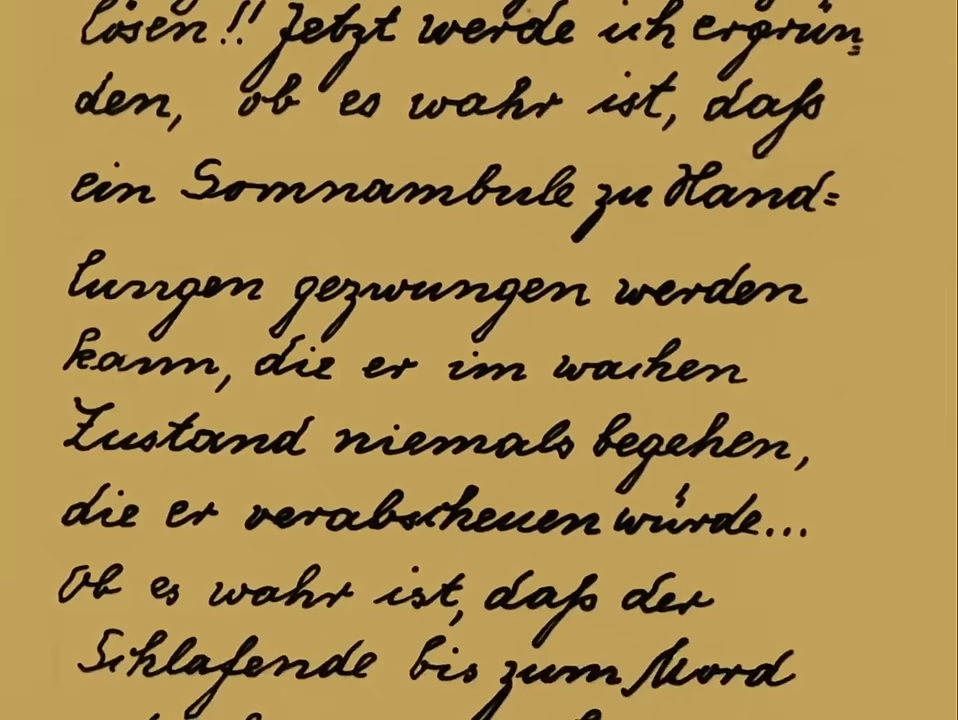 lösen!! Jetzt werde ich ergrün=
den, ob es wahr ist, daß
ein Somnambule zu Hand=
lungen gezwungen werden
kann, die er im wachen
Zustand niemals begehen,
die er verabscheuen würde...
Ob es wahr ist, daß der
Schlafende bis zum Mord